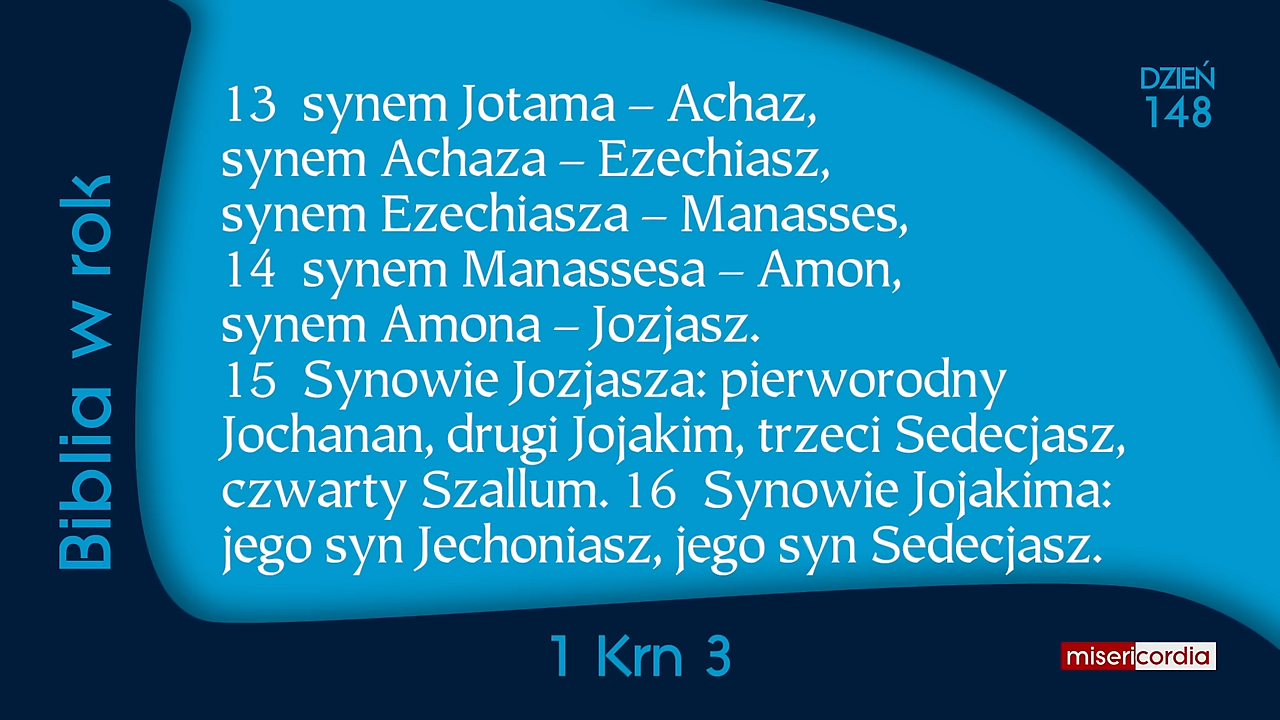 DZIEŃ
148
13 synem Jotama – Achaz,
synem Achaza – Ezechiasz,
synem Ezechiasza – Manasses,
14 synem Manassesa – Amon,
synem Amona – Jozjasz.
15 Synowie Jozjasza: pierworodny
Jochanan, drugi Jojakim, trzeci Sedecjasz,
czwarty Szallum. 16 Synowie Jojakima:
jego syn Jechoniasz, jego syn Sedecjasz.
Biblia w rok
1 Krn 3
misericordia